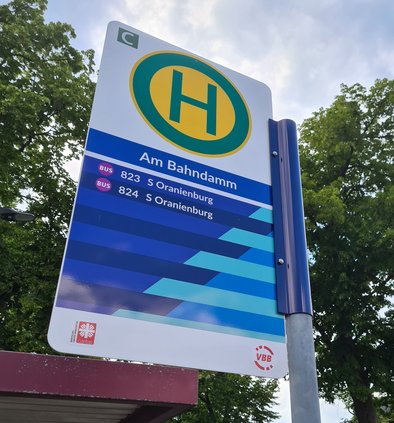 C
H
Am Bahndamm
BUS 823 S Oranienburg
BUS 824 S Oranienburg
VBB